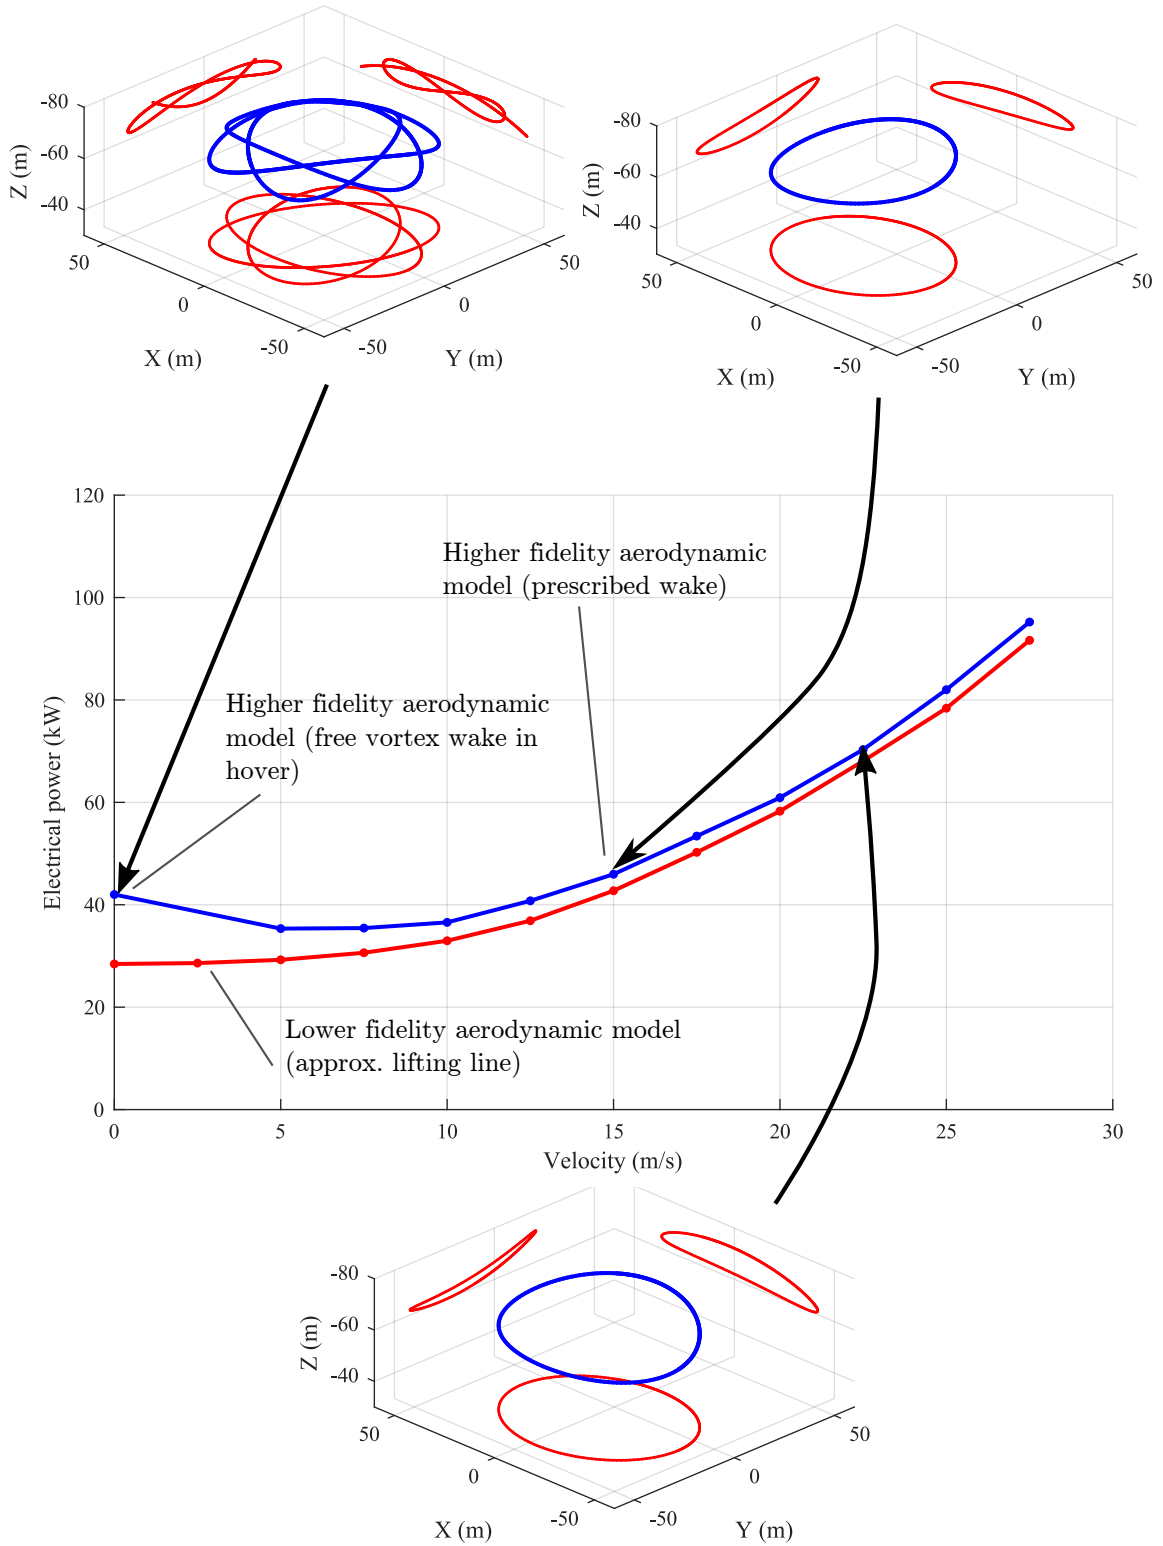 -80
-60
-40
Z (m)
50
0
-50
X (m)
-50
0
50
Y (m)
-80
-60
-40
Z (m)
50
0
-50
X (m)
-50
0
50
Y (m)
120
100
80
60
40
20
0
Electrical power (kW)
Higher fidelity aerodynamic
model (prescribed wake)
Higher fidelity aerodynamic
model (free vortex wake in
hover)
Lower fidelity aerodynamic model
(approx. lifting line)
0
5
10
15
20
25
30
Velocity (m/s)
-80
-60
-40
Z (m)
50
0
-50
X (m)
-50
0
50
Y (m)